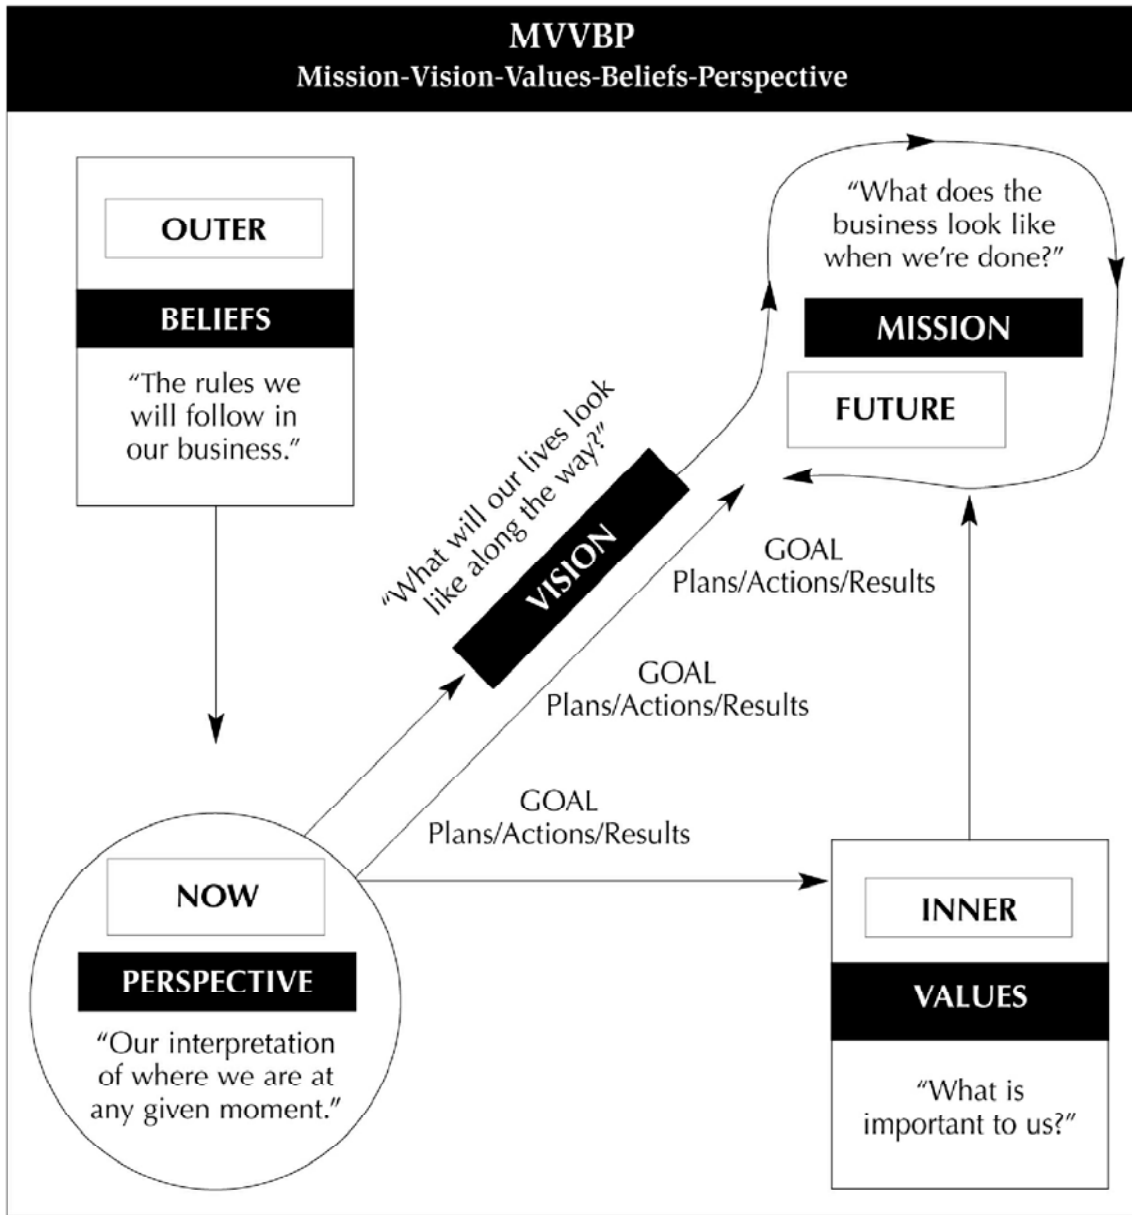 MVVBP
Mission-Vision-Values-Beliefs-Perspective
OUTER
BELIEFS
“The rules we
will follow in
our business.”
“What does the
business look like
when we’re done?”
MISSION
FUTURE
“What will our lives look
like along the way?”
VISION
GOAL
Plans/Actions/Results
GOAL
Plans/Actions/Results
GOAL
Plans/Actions/Results
NOW
PERSPECTIVE
“Our interpretation
of where we are at
any given moment.”
INNER
VALUES
“What is
important to us?”